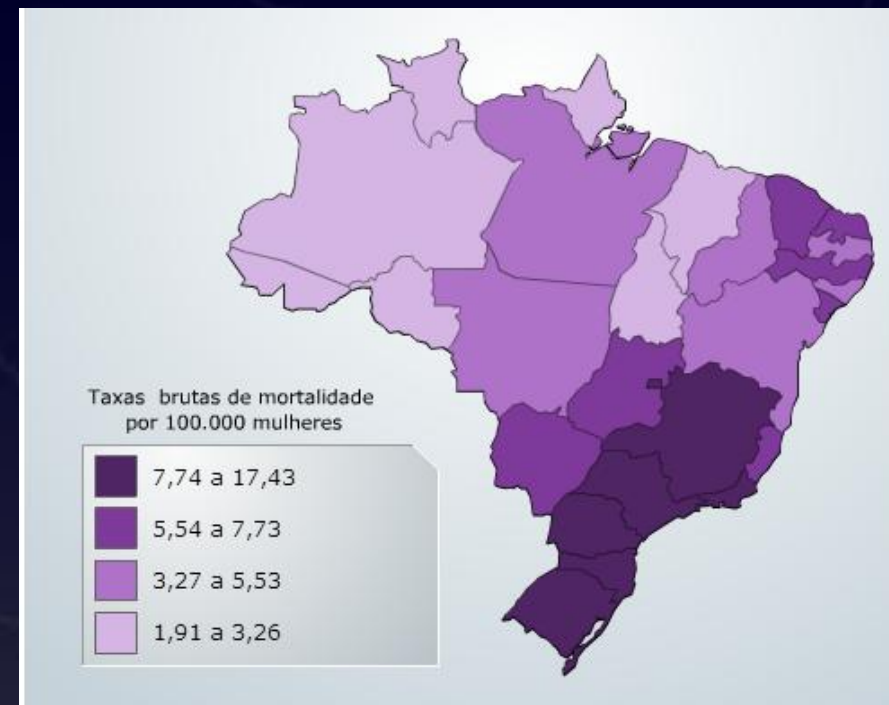 Taxas brutas de mortalidade
por 100.000 mulheres
7,74 a 17,43
5,54 a 7,73
3,27 a 5,53
1,91 a 3,26